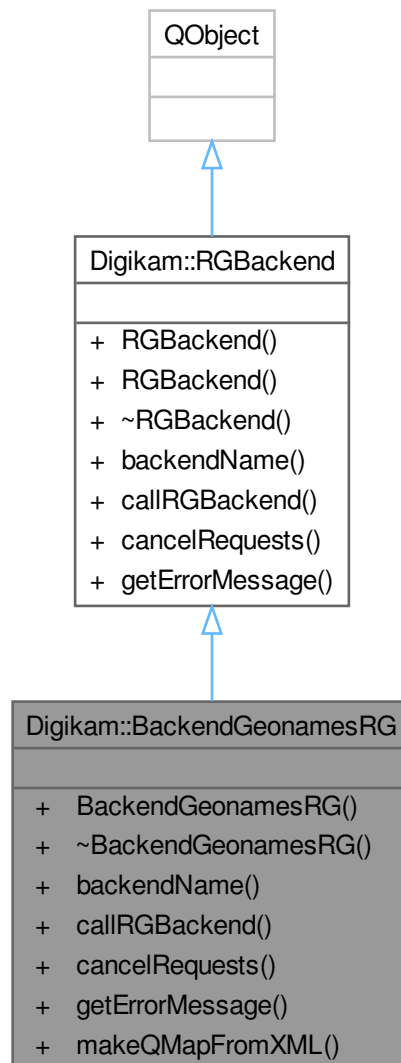 QObject
Digikam::RGBackend
+ RGBackend()
+ RGBackend()
+ ~RGBackend()
+ backendName()
+ callRGBackend()
+ cancelRequests()
+ getErrorMessage()
Digikam::BackendGeonamesRG
+ BackendGeonamesRG()
+ ~BackendGeonamesRG()
+ backendName()
+ callRGBackend()
+ cancelRequests()
+ getErrorMessage()
+ makeQMapFromXML()